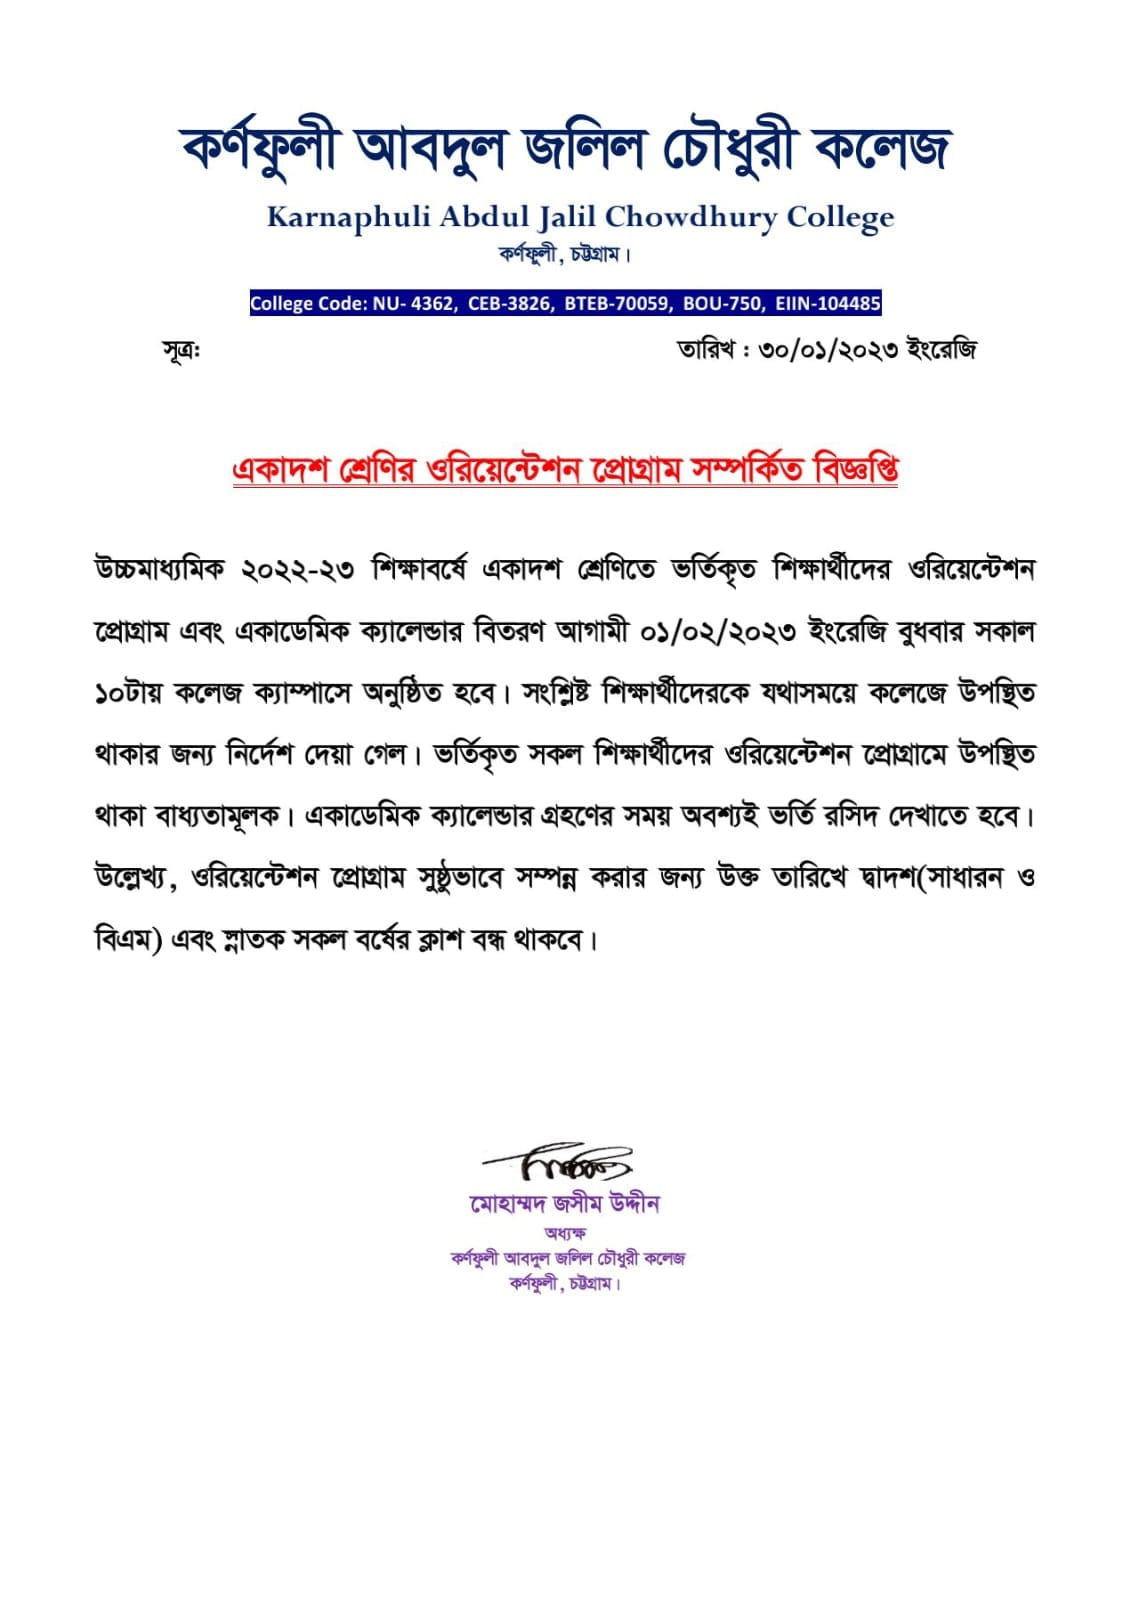 কর্ণফুলী আবদুল জলিল চৌধুরী কলেজ
Karnaphuli Abdul Jalil Chowdhury College
কর্ণফুলী, চট্টগ্রাম।
College Code: NU- 4362, CEB-3826, BTEB-70059, BOU-750, EIIN-104485
সূত্র: তারিখ : ৩০/০১/২০২৩ ইংরেজি
একাদশ শ্রেণির ওরিয়েন্টেশন প্রোগ্রাম সম্পর্কিত বিজ্ঞপ্তি
উচ্চমাধ্যমিক ২০২২-২৩ শিক্ষাবর্ষে একাদশ শ্রেণিতে ভর্তিকৃত শিক্ষার্থীদের ওরিয়েন্টেশন
প্রোগ্রাম এবং একাডেমিক ক্যালেন্ডার বিতরণ আগামী ০১/০২/২০২৩ ইংরেজি বুধবার সকাল
১০টায় কলেজ ক্যাম্পাসে অনুষ্ঠিত হবে। সংশ্লিষ্ট শিক্ষার্থীদেরকে যথাসময়ে কলেজে উপস্থিত
থাকার জন্য নির্দেশ দেয়া গেল। ভর্তিকৃত সকল শিক্ষার্থীদের ওরিয়েন্টেশন প্রোগ্রামে উপস্থিত
থাকা বাধ্যতামূলক। একাডেমিক ক্যালেন্ডার গ্রহণের সময় অবশ্যই ভর্তি রসিদ দেখাতে হবে।
উল্লেখ্য, ওরিয়েন্টেশন প্রোগ্রাম সুষ্ঠুভাবে সম্পন্ন করার জন্য উক্ত তারিখে দ্বাদশ(সাধারন ও
বিএম) এবং স্নাতক সকল বর্ষের ক্লাশ বন্ধ থাকবে।
মোহাম্মদ জসীম উদ্দীন
অধ্যক্ষ
কর্ণফুলী আবদুল জলিল চৌধুরী কলেজ
কর্ণফুলী, চট্টগ্রাম।